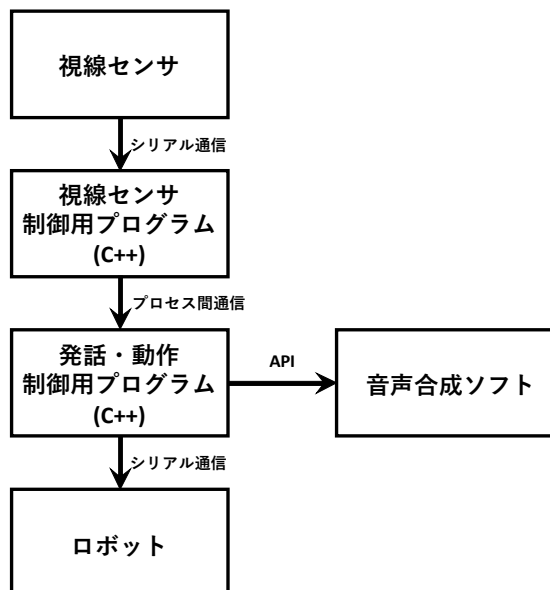 視線センサ
シリアル通信
視線センサ
制御用プログラム
(C++)
プロセス間通信
発話・動作
制御用プログラム
(C++)
API
音声合成ソフト
シリアル通信
ロボット